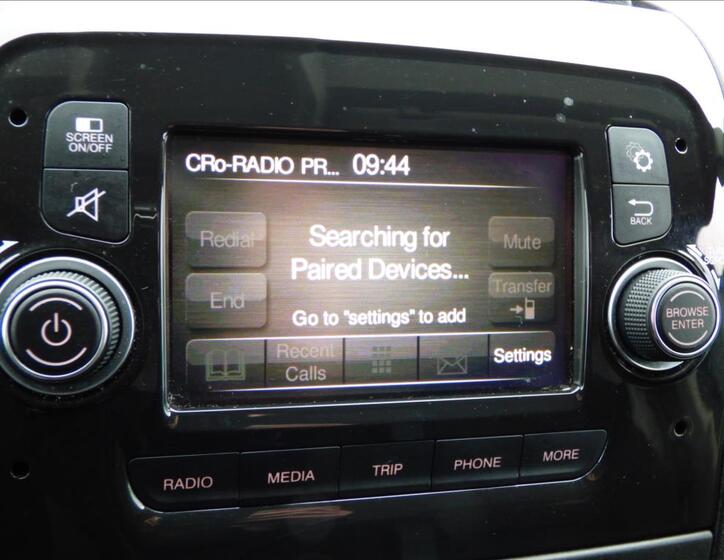 SCREEN
ON/OFF
CRo-RADIO PR... 09:44
Redial
Searching for
Paired Devices...
Mute
End
Transfer
Go to "settings" to add
Recent
Calls
Settings
BACK
BROWSE
ENTER
RADIO
MEDIA
TRIP
PHONE
MORE